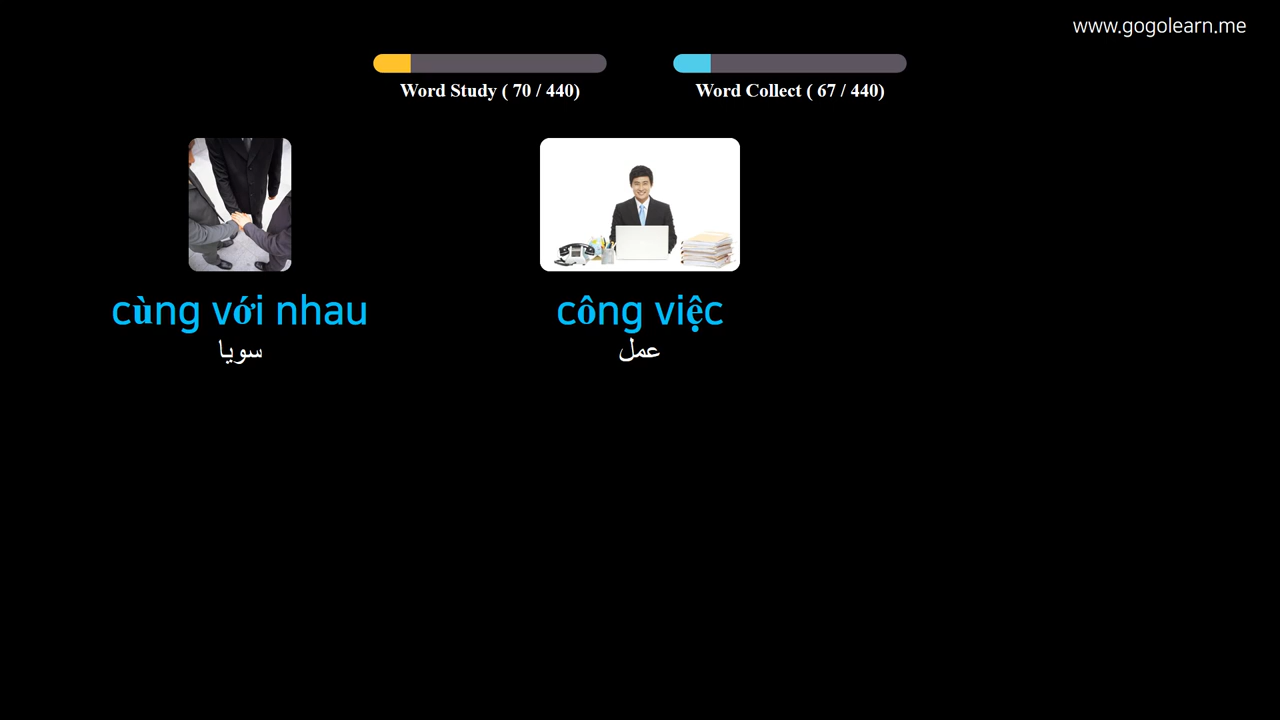 www.gogolearn.me
Word Study ( 70 / 440)
Word Collect ( 67 / 440)
cùng với nhau
سويا
công việc
عمل